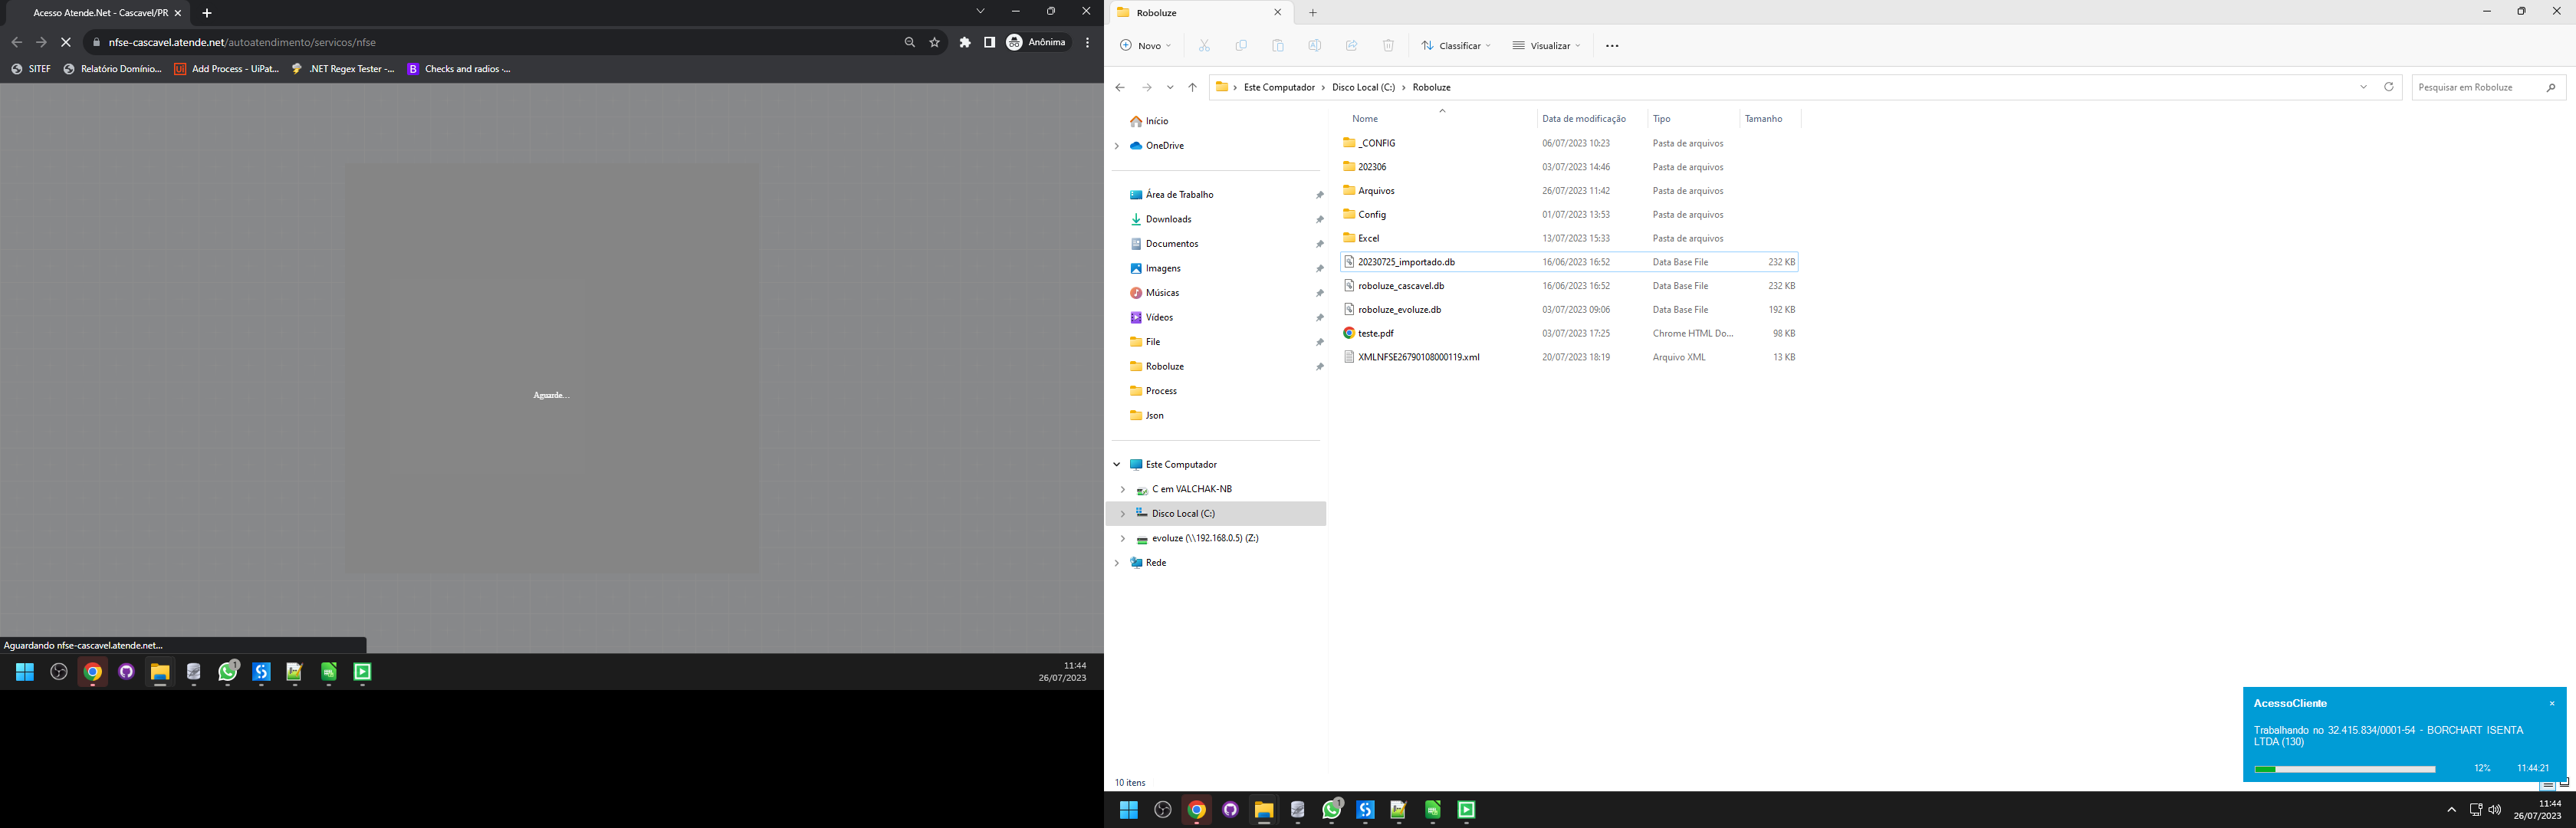 Acesso Atende.Net - Cascavel/PR
nfse-cascavel.atende.net/autoatendimento/servicos/nfse
Anônima
SITEF
Relatório Domínio...
Add Process - UiPat...
.NET Regex Tester -...
Checks and radios ·...
Aguarde...
Aguardando nfse-cascavel.atende.net...
1
11:44
26/07/2023
Roboluze
Novo
Classificar
Visualizar
Este Computador
Disco Local (C:)
Roboluze
Pesquisar em Roboluze
Início
OneDrive
Área de Trabalho
Downloads
Documentos
Imagens
Músicas
Vídeos
File
Roboluze
Process
Json
Este Computador
C em VALCHAK-NB
Disco Local (C:)
evoluze (\\192.168.0.5) (Z:)
Rede
Nome Data de modificação Tipo Tamanho
_CONFIG 06/07/2023 10:23 Pasta de arquivos
202306 03/07/2023 14:46 Pasta de arquivos
Arquivos 26/07/2023 11:42 Pasta de arquivos
Config 01/07/2023 13:53 Pasta de arquivos
Excel 13/07/2023 15:33 Pasta de arquivos
20230725_importado.db 16/06/2023 16:52 Data Base File 232 KB
roboluze_cascavel.db 16/06/2023 16:52 Data Base File 232 KB
roboluze_evoluze.db 03/07/2023 09:06 Data Base File 192 KB
teste.pdf 03/07/2023 17:25 Chrome HTML Do... 98 KB
XMLNFSE26790108000119.xml 20/07/2023 18:19 Arquivo XML 13 KB
10 itens
AcessoCliente
Trabalhando no 32.415.834/0001-54 - BORCHART ISENTA
LTDA (130)
12% 11:44:21
1
11:44
26/07/2023